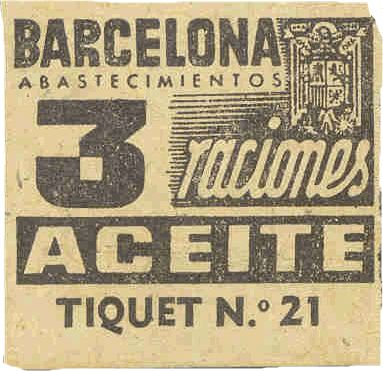 BARCELONA
ABASTECIMIENTOS
3 raciones
ACEITE
TIQUET N.º 21